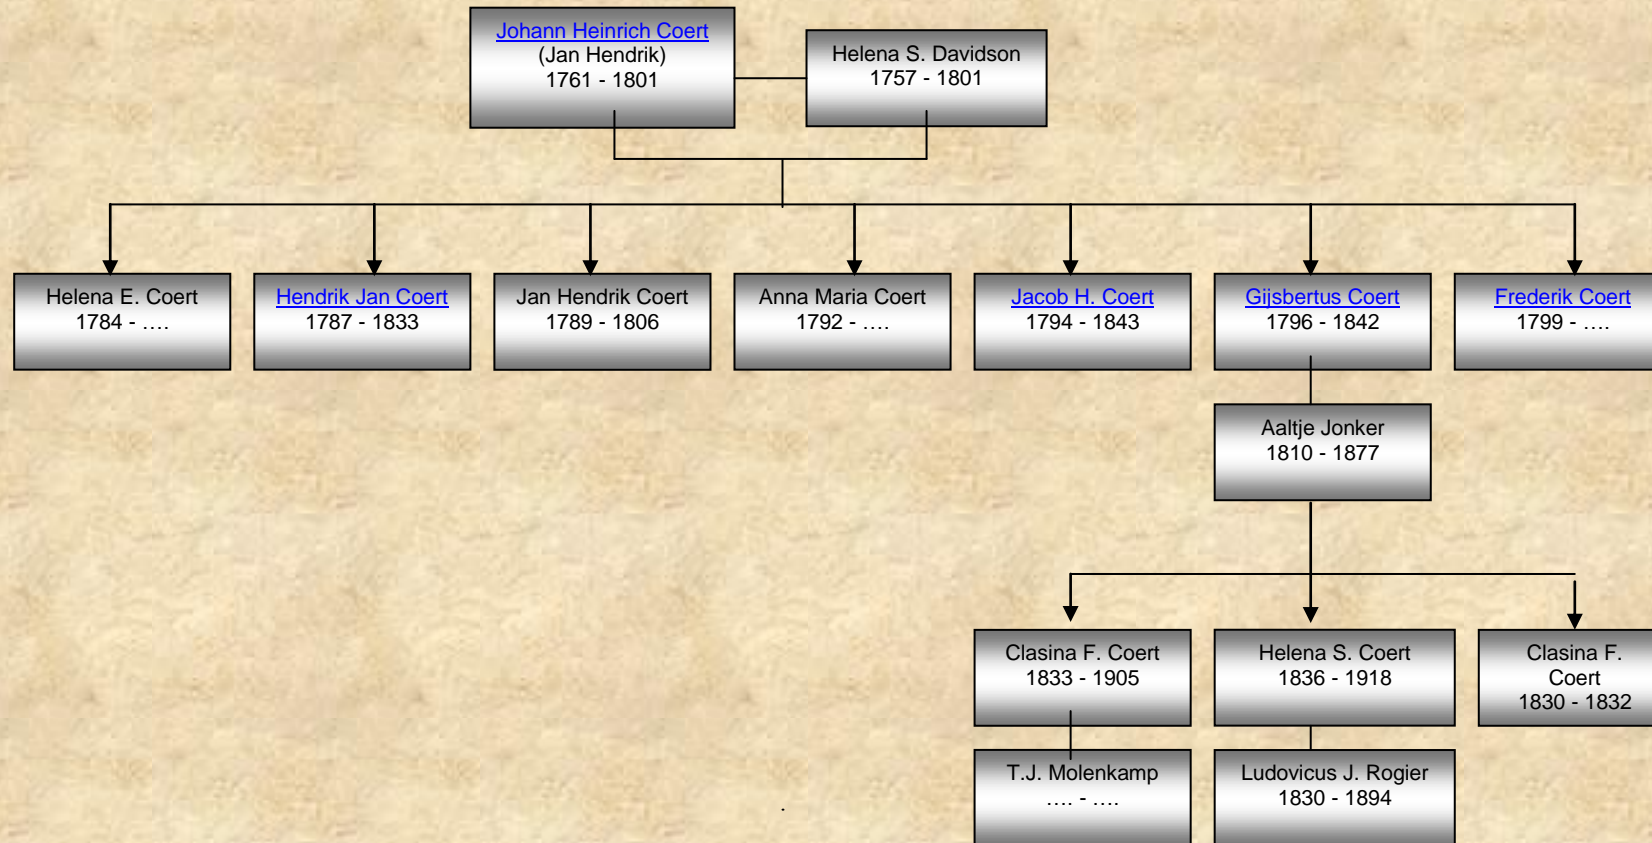 Johann Heinrich Coert
(Jan Hendrik)
1761 - 1801
Helena S. Davidson
1757 - 1801
Helena E. Coert
1784 - ….
Hendrik Jan Coert
1787 - 1833
Jan Hendrik Coert
1789 - 1806
Anna Maria Coert
1792 - ….
Jacob H. Coert
1794 - 1843
Gijsbertus Coert
1796 - 1842
Frederik Coert
1799 - ….
Aaltje Jonker
1810 - 1877
Clasina F. Coert
1833 - 1905
Helena S. Coert
1836 - 1918
Clasina F.
Coert
1830 - 1832
T.J. Molenkamp
…. - ….
Ludovicus J. Rogier
1830 - 1894
.